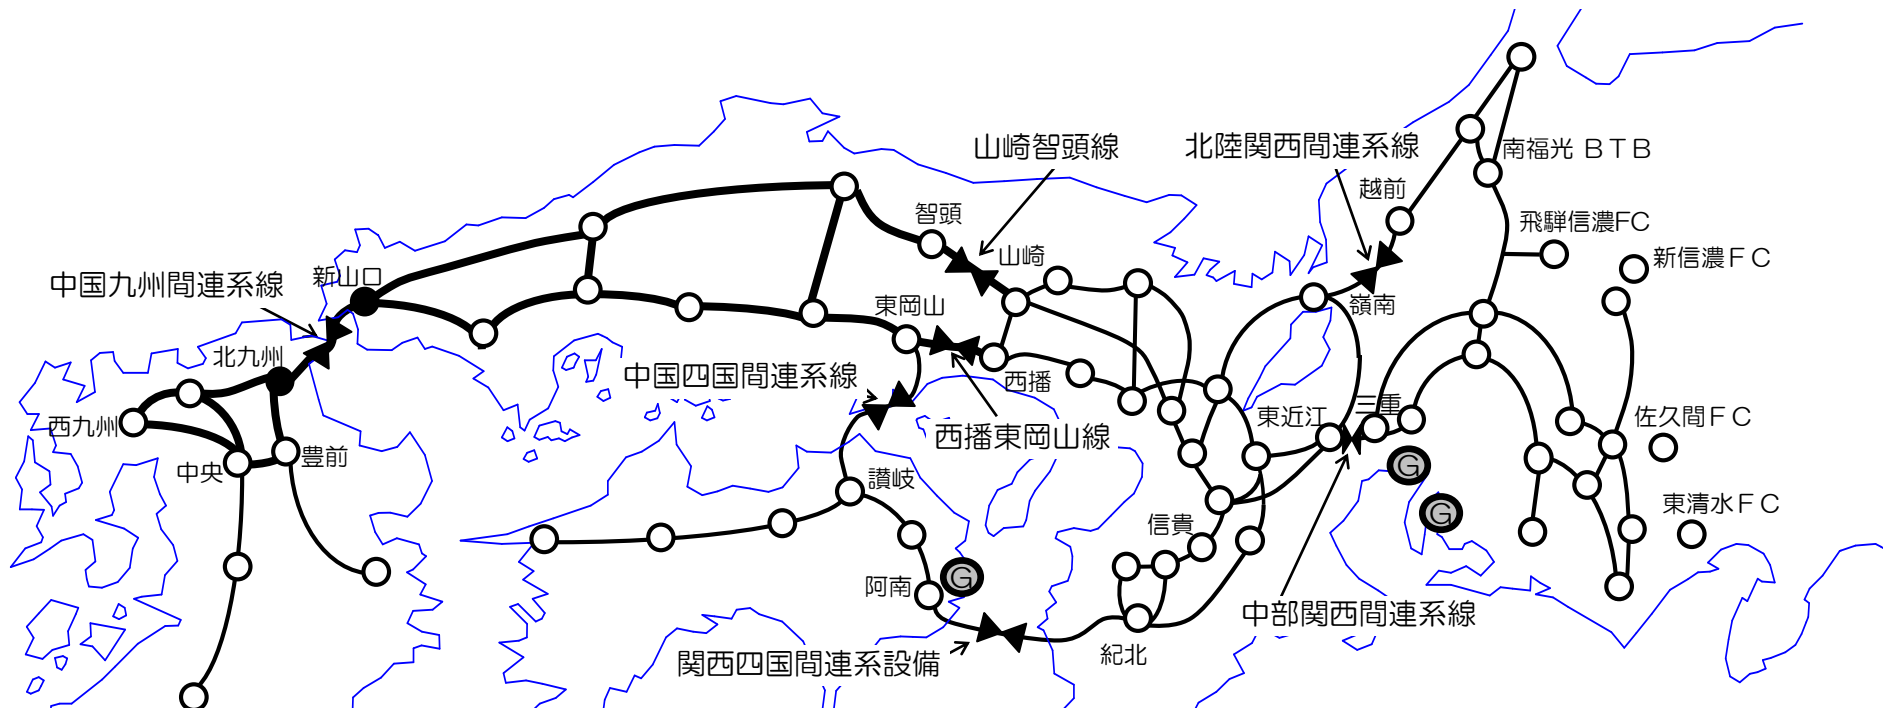 山崎智頭線
北陸関西間連系線
南福光 ＢＴＢ
越前
智頭
飛騨信濃FC
山崎
新信濃ＦＣ
中国九州間連系線
新山口
東岡山
嶺南
北九州
中国四国間連系線
西播
東近江
三重
佐久間ＦＣ
西九州
西播東岡山線
中央
豊前
讃岐
G
東清水ＦＣ
G
信貴
阿南
G
中部関西間連系線
紀北
関西四国間連系設備